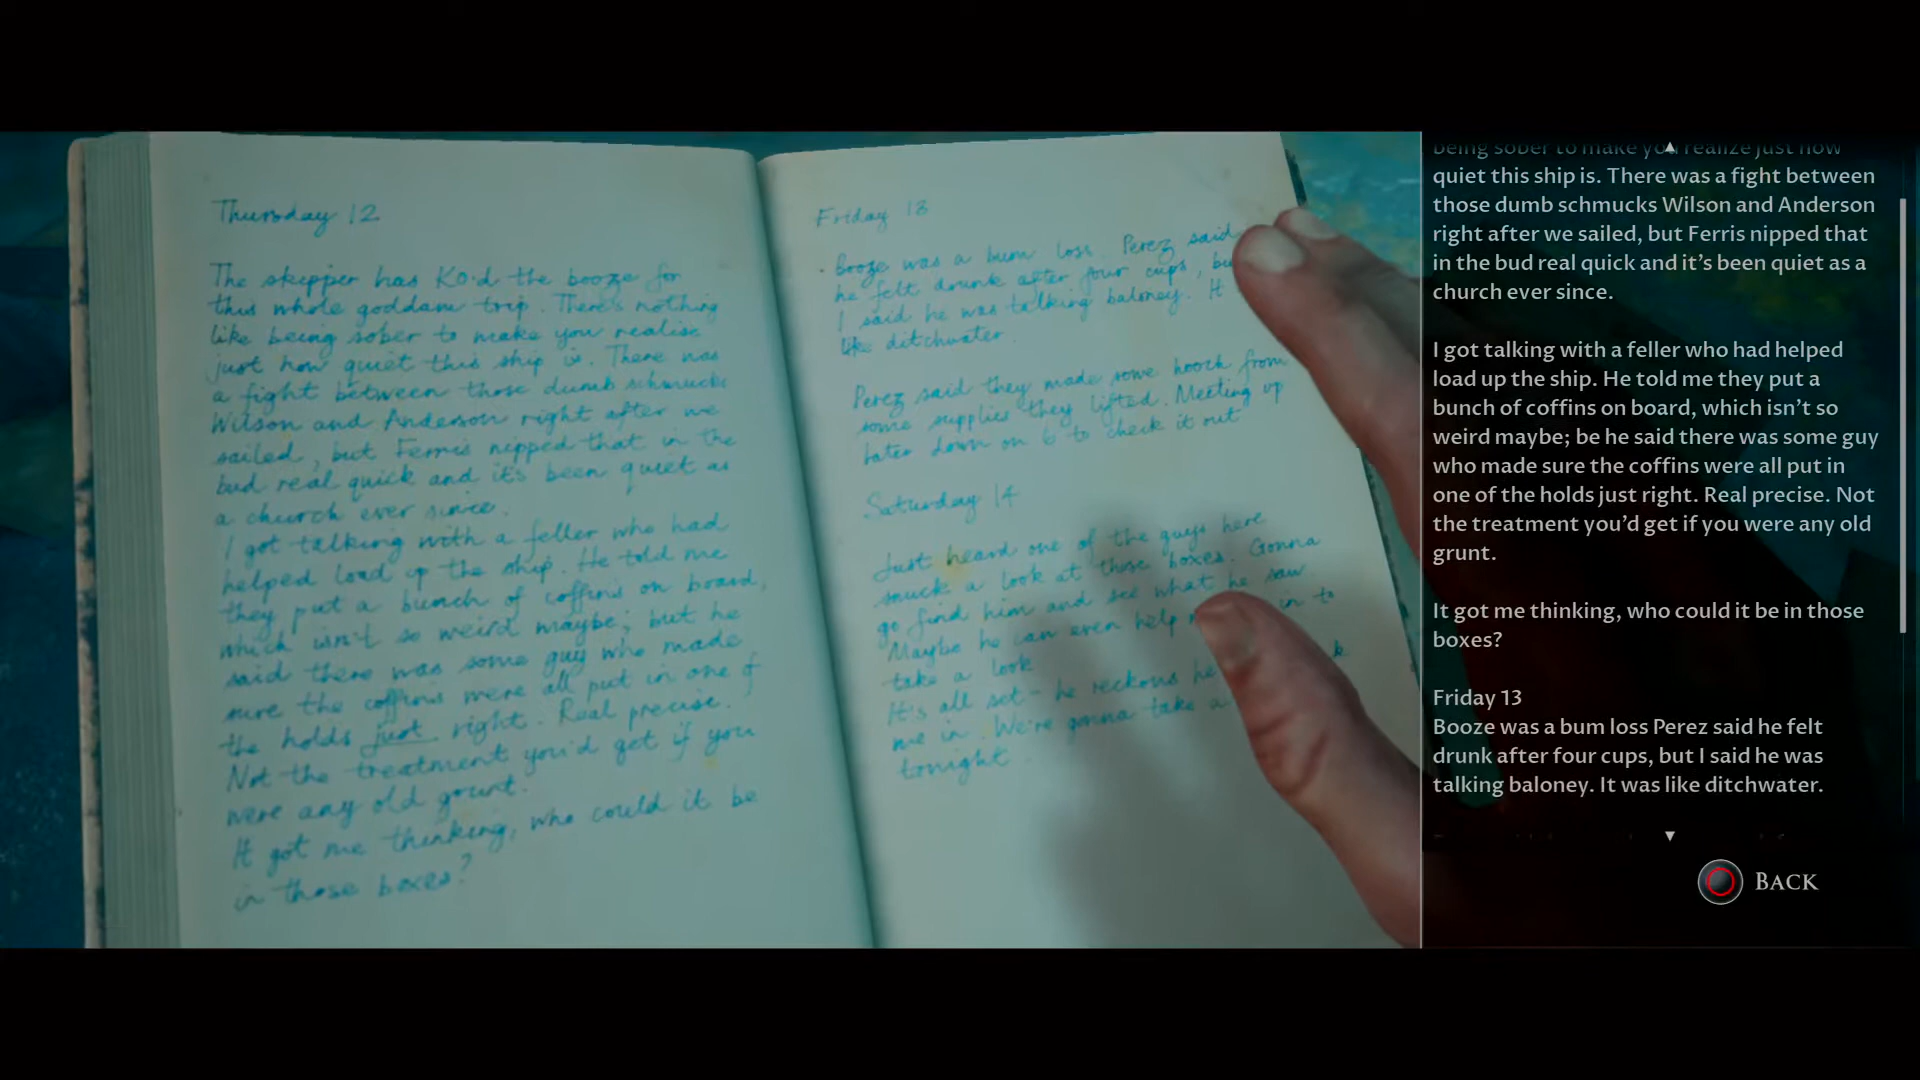 Thursday 12
The skipper has KO'd the booze for
this whole goddam trip. There's nothing
like being sober to make you realise
just how quiet this ship is. There was
a fight between those dumb schmucks
Wilson and Anderson right after we
sailed, but Ferris nipped that in the
bud real quick and it's been quiet as
a church ever since.
I got talking with a feller who had
helped load up the ship. He told me
they put a bunch of coffins on board,
which isn't so weird maybe; but he
said there was some guy who made
sure the coffins were all put in one of
the holds just right. Real precise.
Not the treatment you'd get if you
were any old grunt.
It got me thinking, who could it be
in those boxes?
Friday 13
Booze was a bum loss. Perez said
he felt drunk after four cups, bu
I said he was talking baloney. It
like ditchwater.
Perez said they made some hooch from
some supplies they lifted. Meeting up
later down on 6 to check it out
Saturday 14
Just heard one of the guys here
snuck a look at those boxes. Gonna
go find him and see what he saw
Maybe he can even help in to
take a look
It's all set - he reckons he k
me in. We're gonna take a
tonight.
being sober to make you realize just how
quiet this ship is. There was a fight between
those dumb schmucks Wilson and Anderson
right after we sailed, but Ferris nipped that
in the bud real quick and it's been quiet as a
church ever since.
I got talking with a feller who had helped
load up the ship. He told me they put a
bunch of coffins on board, which isn't so
weird maybe; be he said there was some guy
who made sure the coffins were all put in
one of the holds just right. Real precise. Not
the treatment you'd get if you were any old
grunt.
It got me thinking, who could it be in those
boxes?
Friday 13
Booze was a bum loss Perez said he felt
drunk after four cups, but I said he was
talking baloney. It was like ditchwater.
BACK